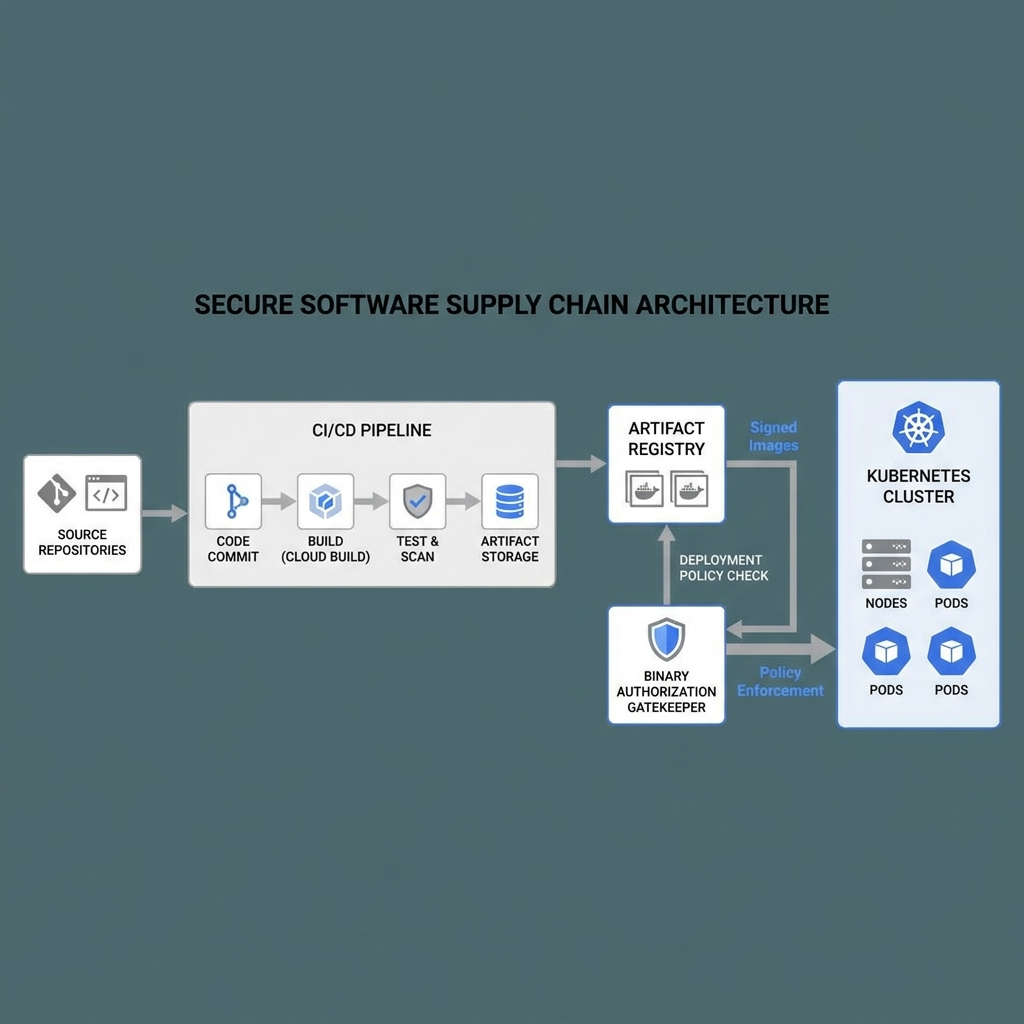 SECURE SOFTWARE SUPPLY CHAIN ARCHITECTURE
SOURCE
REPOSITORIES
CI/CD PIPELINE
CODE
COMMIT
BUILD
(CLOUD BUILD)
TEST &
SCAN
ARTIFACT
STORAGE
ARTIFACT
REGISTRY
Signed
Images
DEPLOYMENT
POLICY CHECK
BINARY
AUTHORIZATION
GATEKEEPER
Policy
Enforcement
KUBERNETES
CLUSTER
NODES
PODS
PODS
PODS